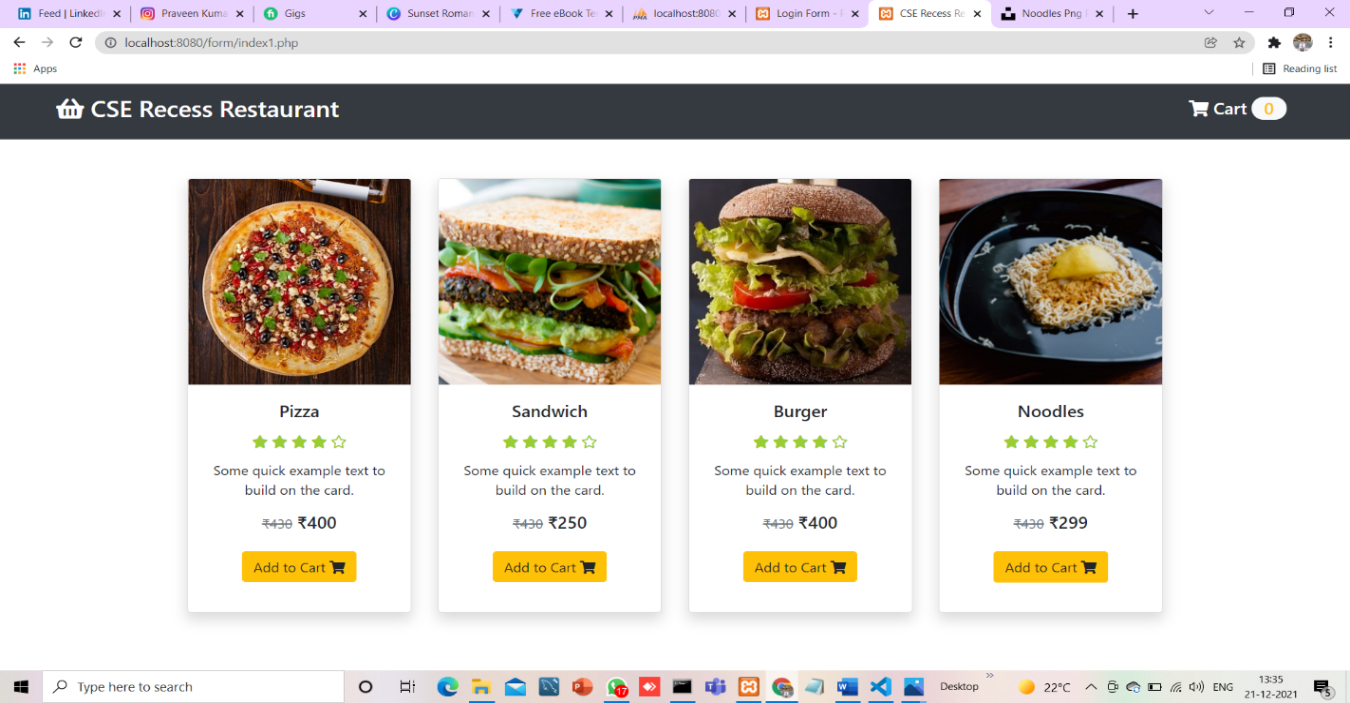 Feed | LinkedIn
Praveen Kuma
Gigs
Sunset Roman
Free eBook Te
localhost:8080
Login Form -
CSE Recess Re
Noodles Png
localhost:8080/form/index1.php
Apps
Reading list
CSE Recess Restaurant
Cart 0
Pizza
Sandwich
Burger
Noodles
Some quick example text to
build on the card.
Some quick example text to
build on the card.
Some quick example text to
build on the card.
Some quick example text to
build on the card.
₹430 ₹400
₹430 ₹250
₹430 ₹400
₹430 ₹299
Add to Cart
Add to Cart
Add to Cart
Add to Cart
Type here to search
17
Desktop
22°C
ENG
13:35
21-12-2021
5